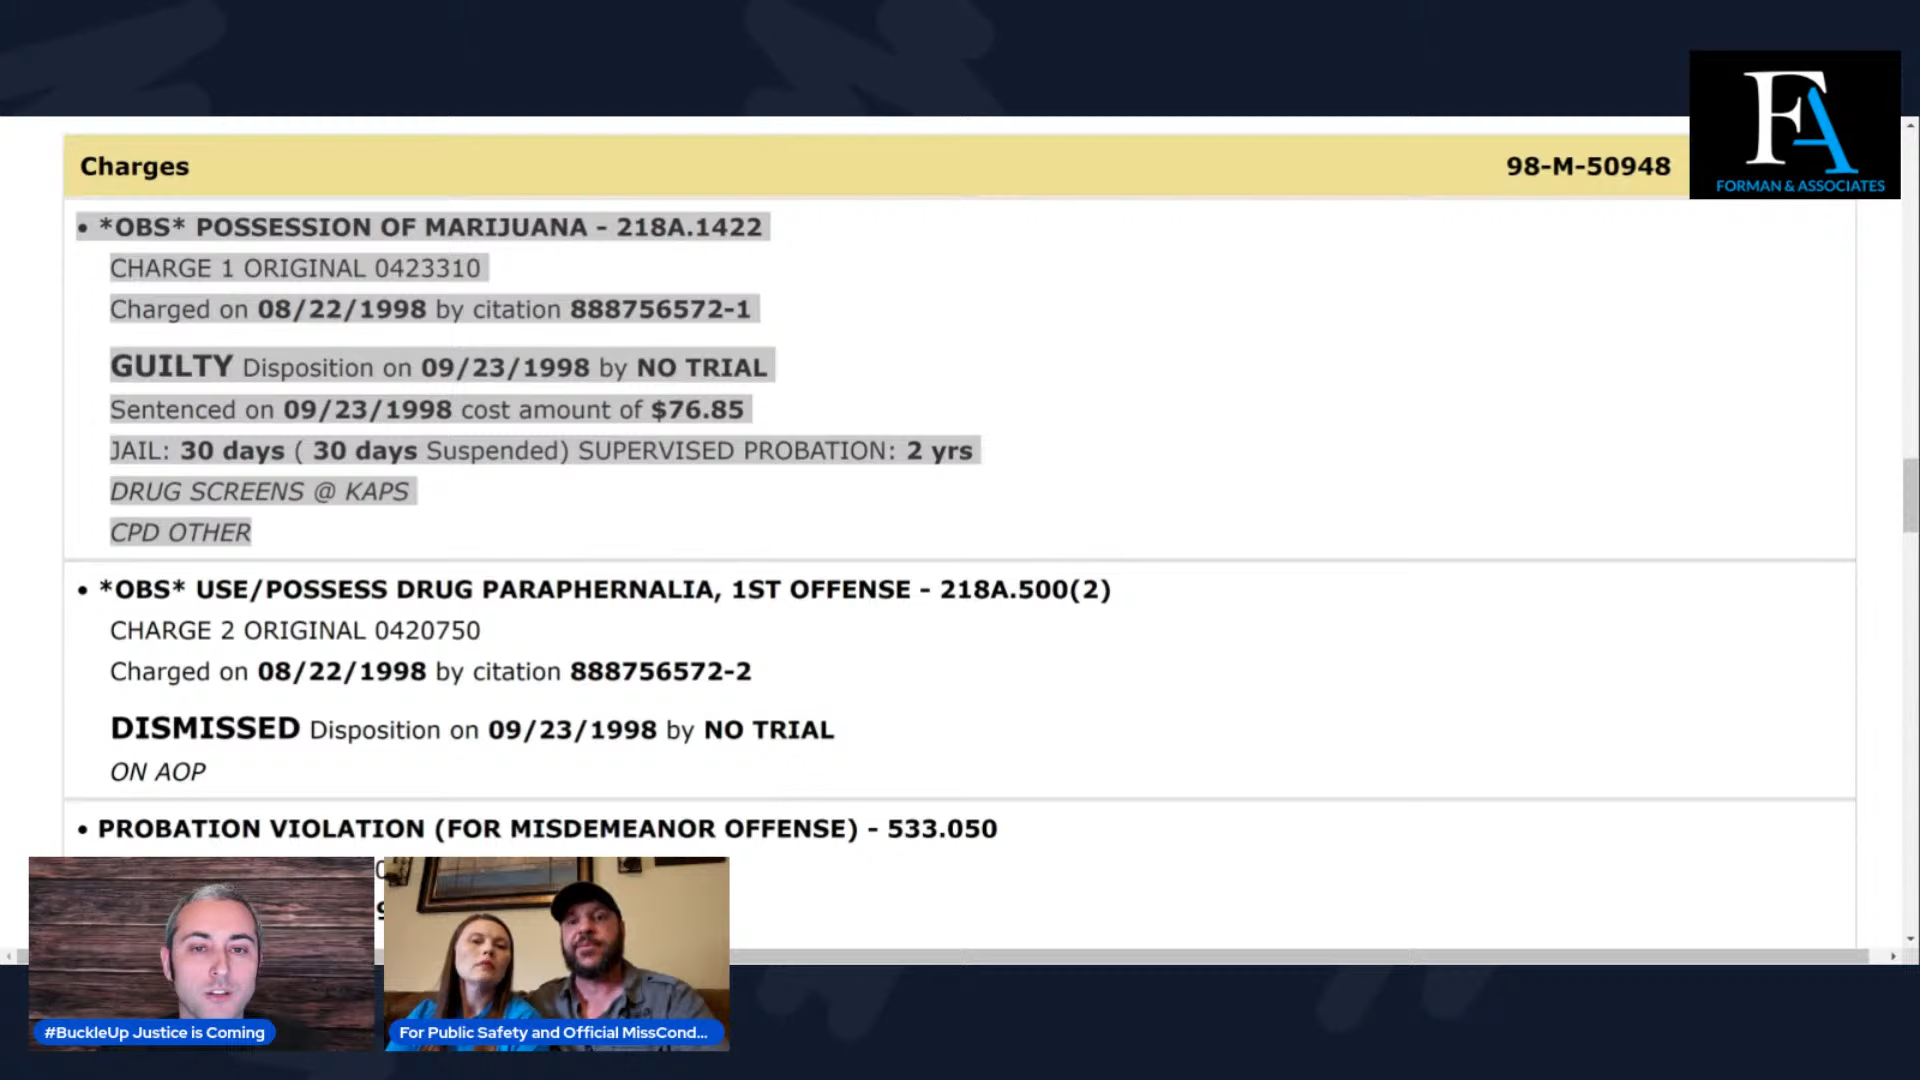 Charges 98-M-50948
FA
FORMAN & ASSOCIATES
• *OBS* POSSESSION OF MARIJUANA - 218A.1422
CHARGE 1 ORIGINAL 0423310
Charged on 08/22/1998 by citation 888756572-1
GUILTY Disposition on 09/23/1998 by NO TRIAL
Sentenced on 09/23/1998 cost amount of $76.85
JAIL: 30 days ( 30 days Suspended) SUPERVISED PROBATION: 2 yrs
DRUG SCREENS @ KAPS
CPD OTHER
• *OBS* USE/POSSESS DRUG PARAPHERNALIA, 1ST OFFENSE - 218A.500(2)
CHARGE 2 ORIGINAL 0420750
Charged on 08/22/1998 by citation 888756572-2
DISMISSED Disposition on 09/23/1998 by NO TRIAL
ON AOP
• PROBATION VIOLATION (FOR MISDEMEANOR OFFENSE) - 533.050
#BuckleUp Justice is Coming
For Public Safety and Official MissCond...